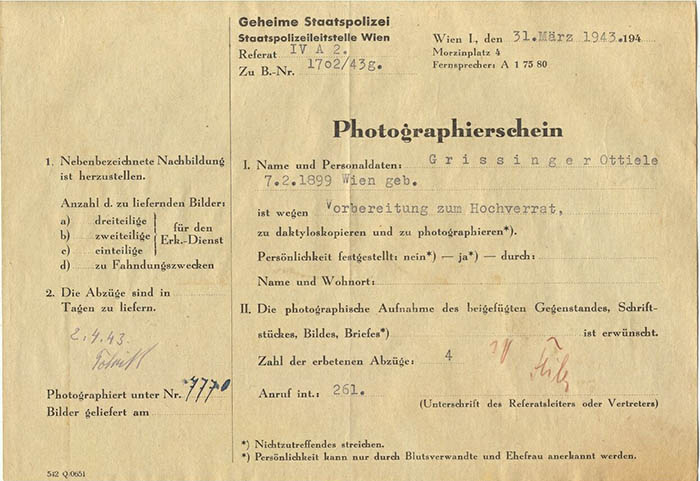 Geheime Staatspolizei
Staatspolizeileitstelle Wien
Referat IV A 2.
Zu B.-Nr. 17o2/43g.
Wien I., den 31.März 1943.194
Morzinplatz 4
Fernsprecher: A 1 75 80
Photographierschein
1. Nebenbezeichnete Nachbildung
ist herzustellen.
Anzahl d. zu liefernden Bilder:
a) dreiteilige
b) zweiteilige
c) einteilige
für den
Erk.-Dienst
d) zu Fahndungszwecken
2. Die Abzüge sind in
Tagen zu liefern.
2.4.43.
Photographiert unter Nr. 7770
Bilder geliefert am
I. Name und Personaldaten: Grissinger Ottiele
7.2.1899 Wien geb.
ist wegen Vorbereitung zum Hochverrat,
zu daktyloskopieren und zu photographieren*).
Persönlichkeit festgestellt: nein*) — ja*) — durch:
Name und Wohnort:
II. Die photographische Aufnahme des beigefügten Gegenstandes, Schrift-
stückes, Bildes, Briefes*) ist erwünscht.
Zahl der erbetenen Abzüge: 4
Anruf int.: 261.
(Unterschrift des Referatsleiters oder Vertreters)
*) Nichtzutreffendes streichen.
*) Persönlichkeit kann nur durch Blutsverwandte und Ehefrau anerkannt werden.
542 Q/0651